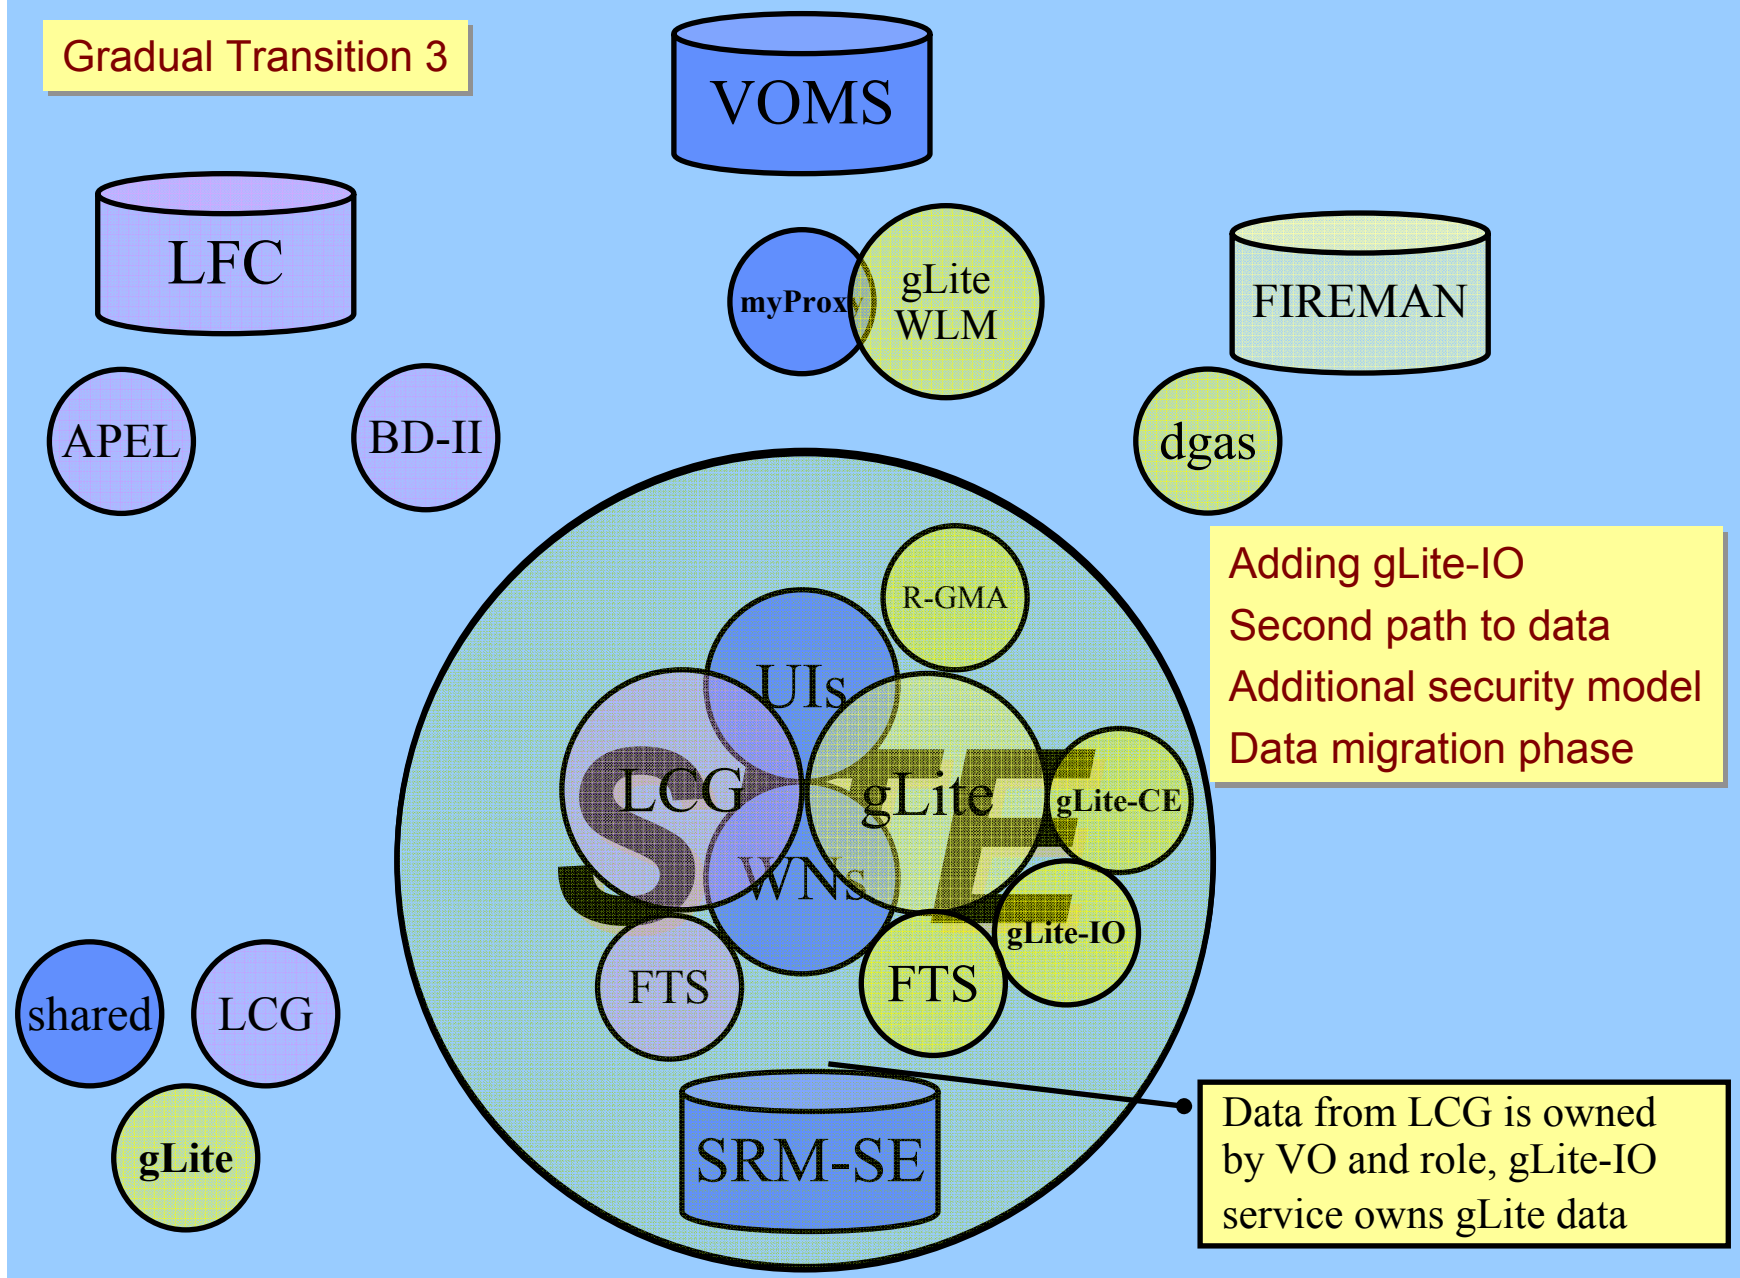 Gradual Transition 3
VOMS
LFC
myProxy
gLite
WLM
FIREMAN
APEL
BD-II
dgas
R-GMA
Adding gLite-IO
Second path to data
Additional security model
Data migration phase
UIs
SITE
LCG
gLite
gLite-CE
WNs
gLite-IO
FTS
FTS
shared
LCG
gLite
SRM-SE
Data from LCG is owned
by VO and role, gLite-IO
service owns gLite data